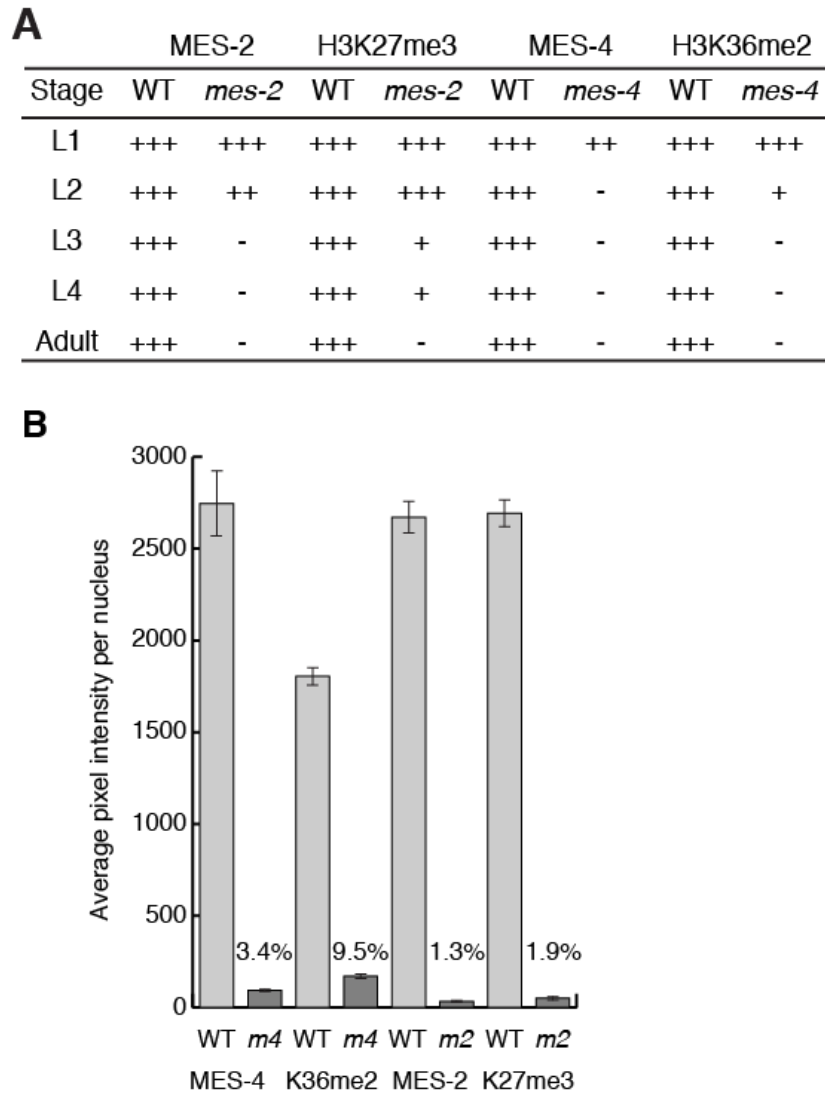 A
MES-2 H3K27me3 MES-4 H3K36me2
Stage WT mes-2 WT mes-2 WT mes-4 WT mes-4
L1 +++ +++ +++ +++ +++ ++ +++ +++
L2 +++ ++ +++ +++ +++ - +++ +
L3 +++ - +++ + +++ - +++ -
L4 +++ - +++ + +++ - +++ -
Adult +++ - +++ - +++ - +++ -
B
Average pixel intensity per nucleus
3000
2500
2000
1500
1000
500
0
3.4% 9.5% 1.3% 1.9%
WT m4 WT m4 WT m2 WT m2
MES-4 K36me2 MES-2 K27me3